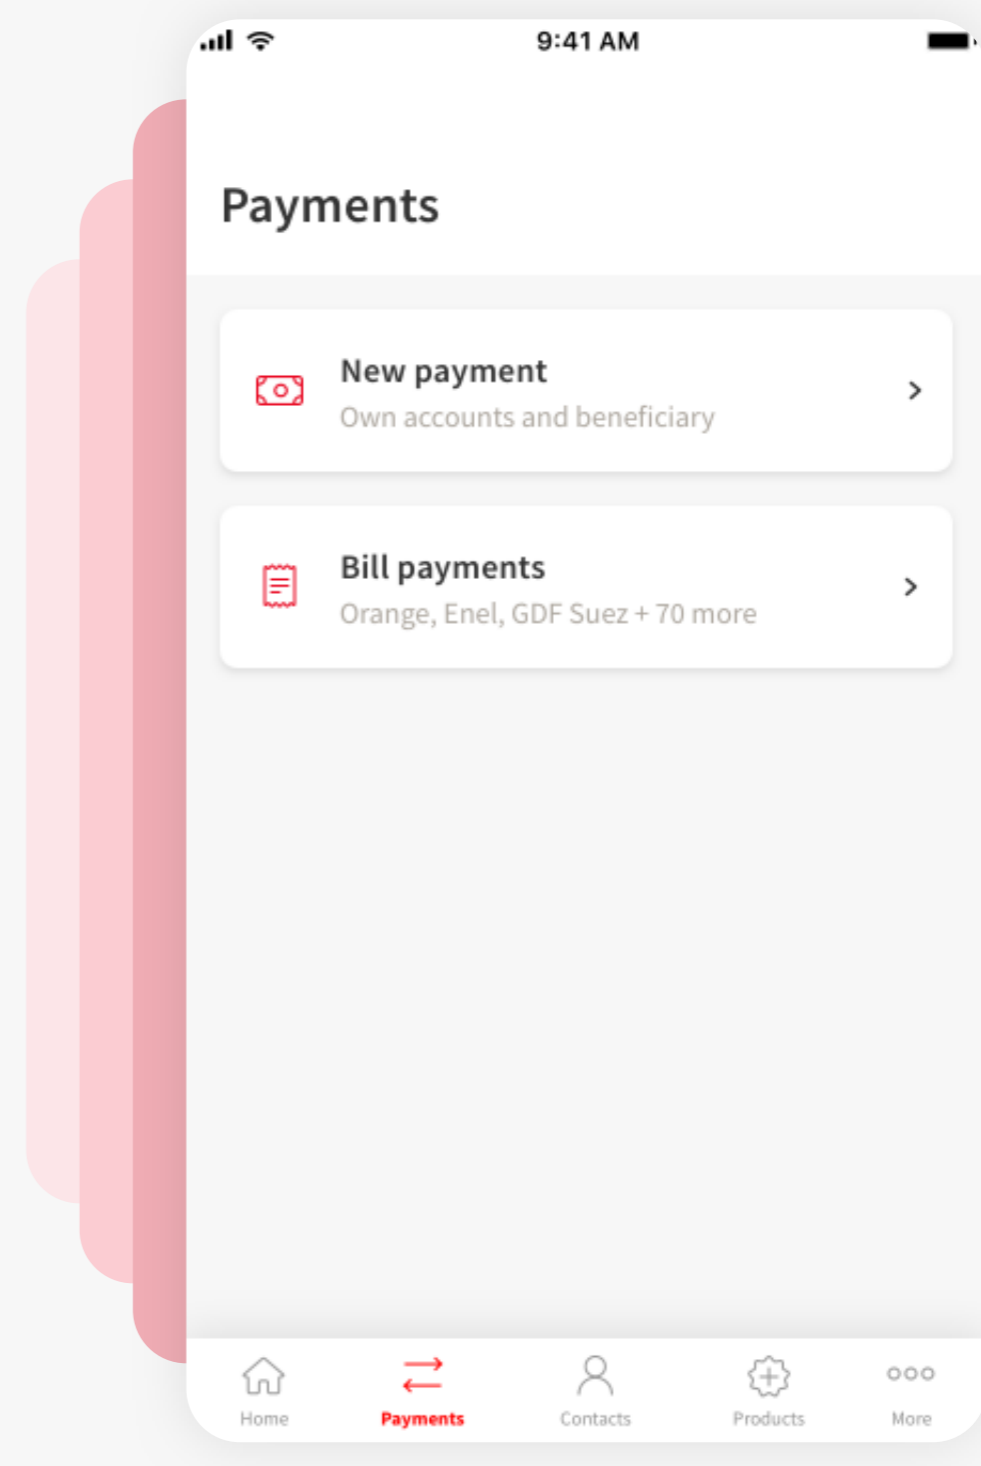 9:41 AM
Payments
New payment
Own accounts and beneficiary
Bill payments
Orange, Enel, GDF Suez + 70 more
Home
Payments
Contacts
Products
More